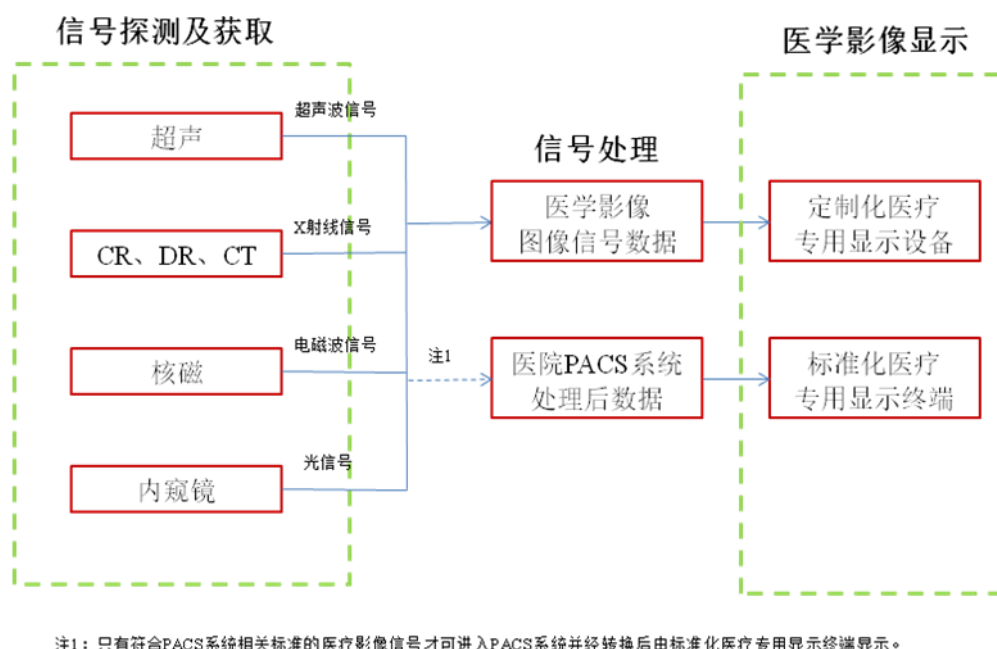 信号探测及获取
医学影像显示
超声波信号
超声
信号处理
X射线信号
CR、DR、CT
医学影像
图像信号数据
定制化医疗
专用显示设备
电磁波信号
核磁
注1
医院PACS系统
处理后数据
标准化医疗
专用显示终端
光信号
内窥镜
注1：只有符合PACS系统相关标准的医疗影像信号才可进入PACS系统并经转换后由标准化医疗专用显示终端显示。